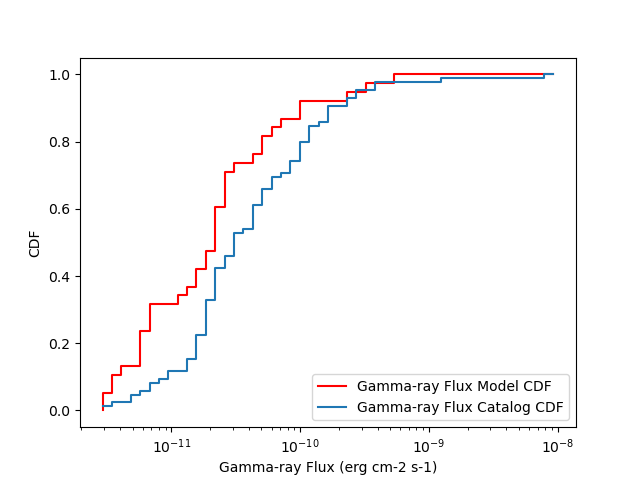 1.0
0.8
0.6
0.4
0.2
0.0
CDF
10⁻¹¹
10⁻¹⁰
10⁻⁹
10⁻⁸
Gamma-ray Flux (erg cm-2 s-1)
Gamma-ray Flux Model CDF
Gamma-ray Flux Catalog CDF